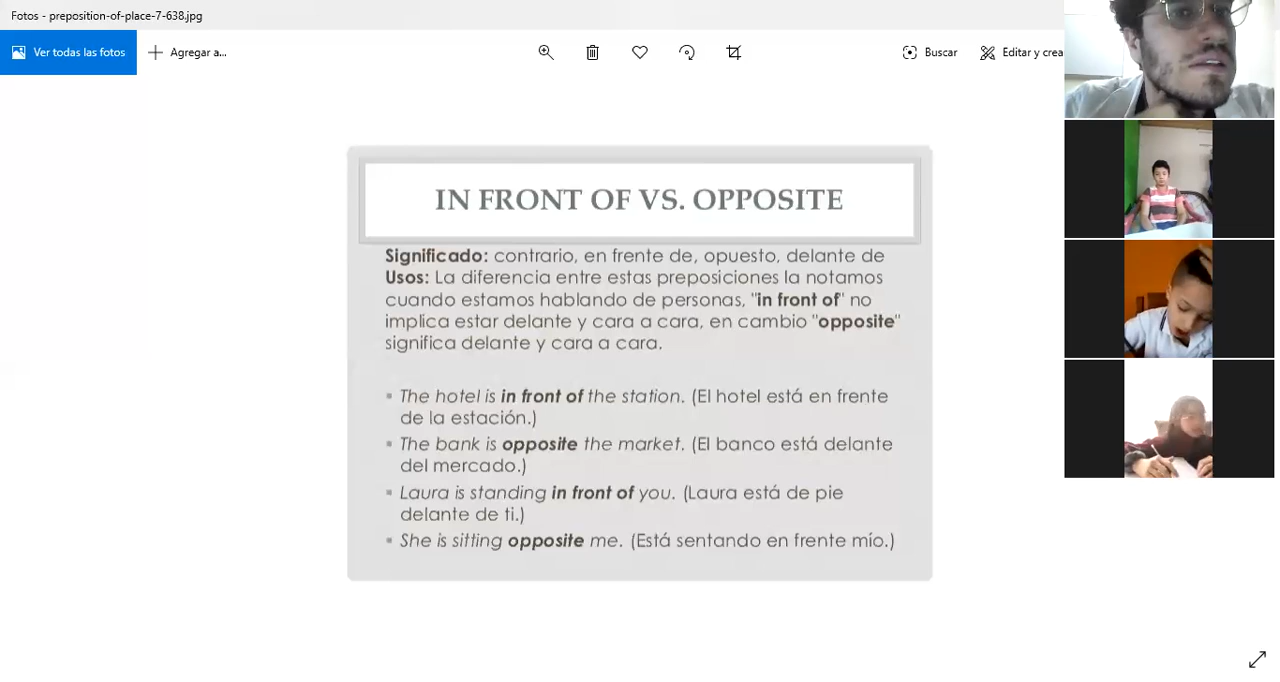 Fotos - preposition-of-place-7-638.jpg
Ver todas las fotos
Agregar a...
Buscar
Editar y crea
IN FRONT OF VS. OPPOSITE
Significado: contrario, en frente de, opuesto, delante de
Usos: La diferencia entre estas preposiciones la notamos
cuando estamos hablando de personas, "in front of" no
implica estar delante y cara a cara, en cambio "opposite"
significa delante y cara a cara.
▪ The hotel is in front of the station. (El hotel está en frente
de la estación.)
▪ The bank is opposite the market. (El banco está delante
del mercado.)
▪ Laura is standing in front of you. (Laura está de pie
delante de ti.)
▪ She is sitting opposite me. (Está sentando en frente mío.)